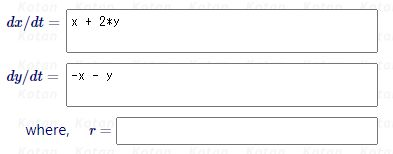 dx/dt = x + 2*y
dy/dt = -x - y
where, r =